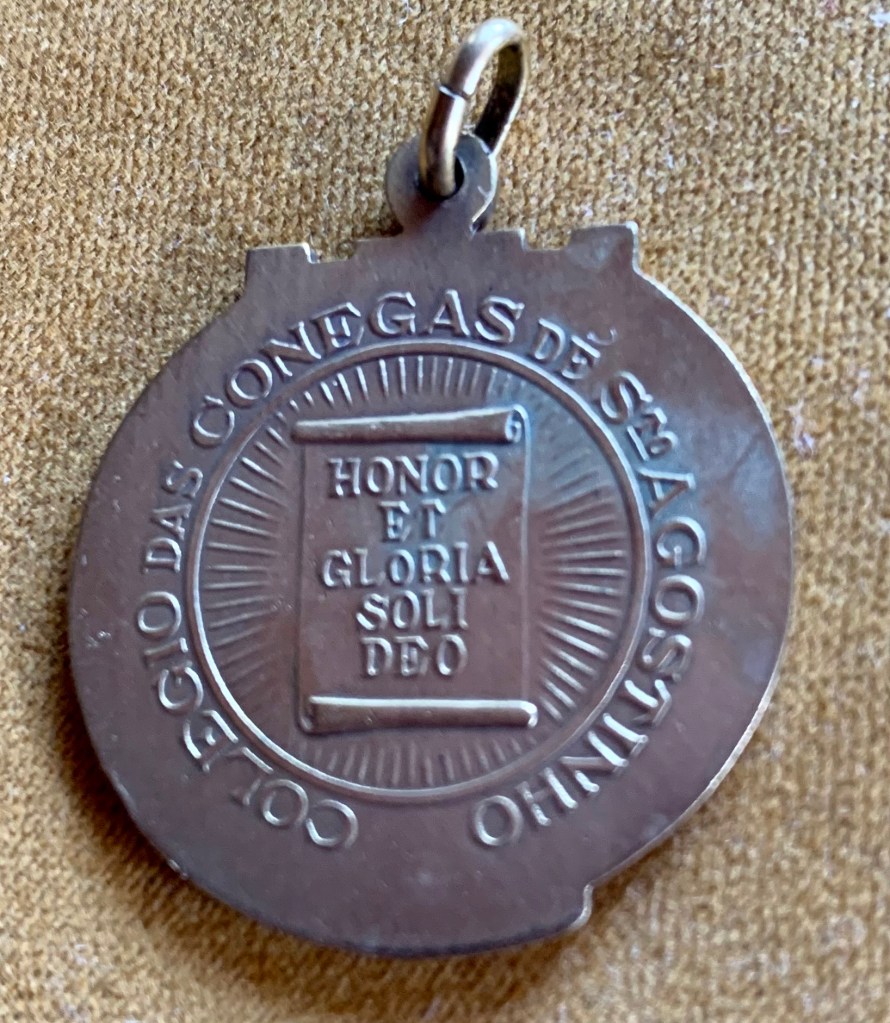 COLEGIO DAS CONEGAS DE Sto AGOSTINHO
HONOR
ET
GLORIA
SOLI
DEO